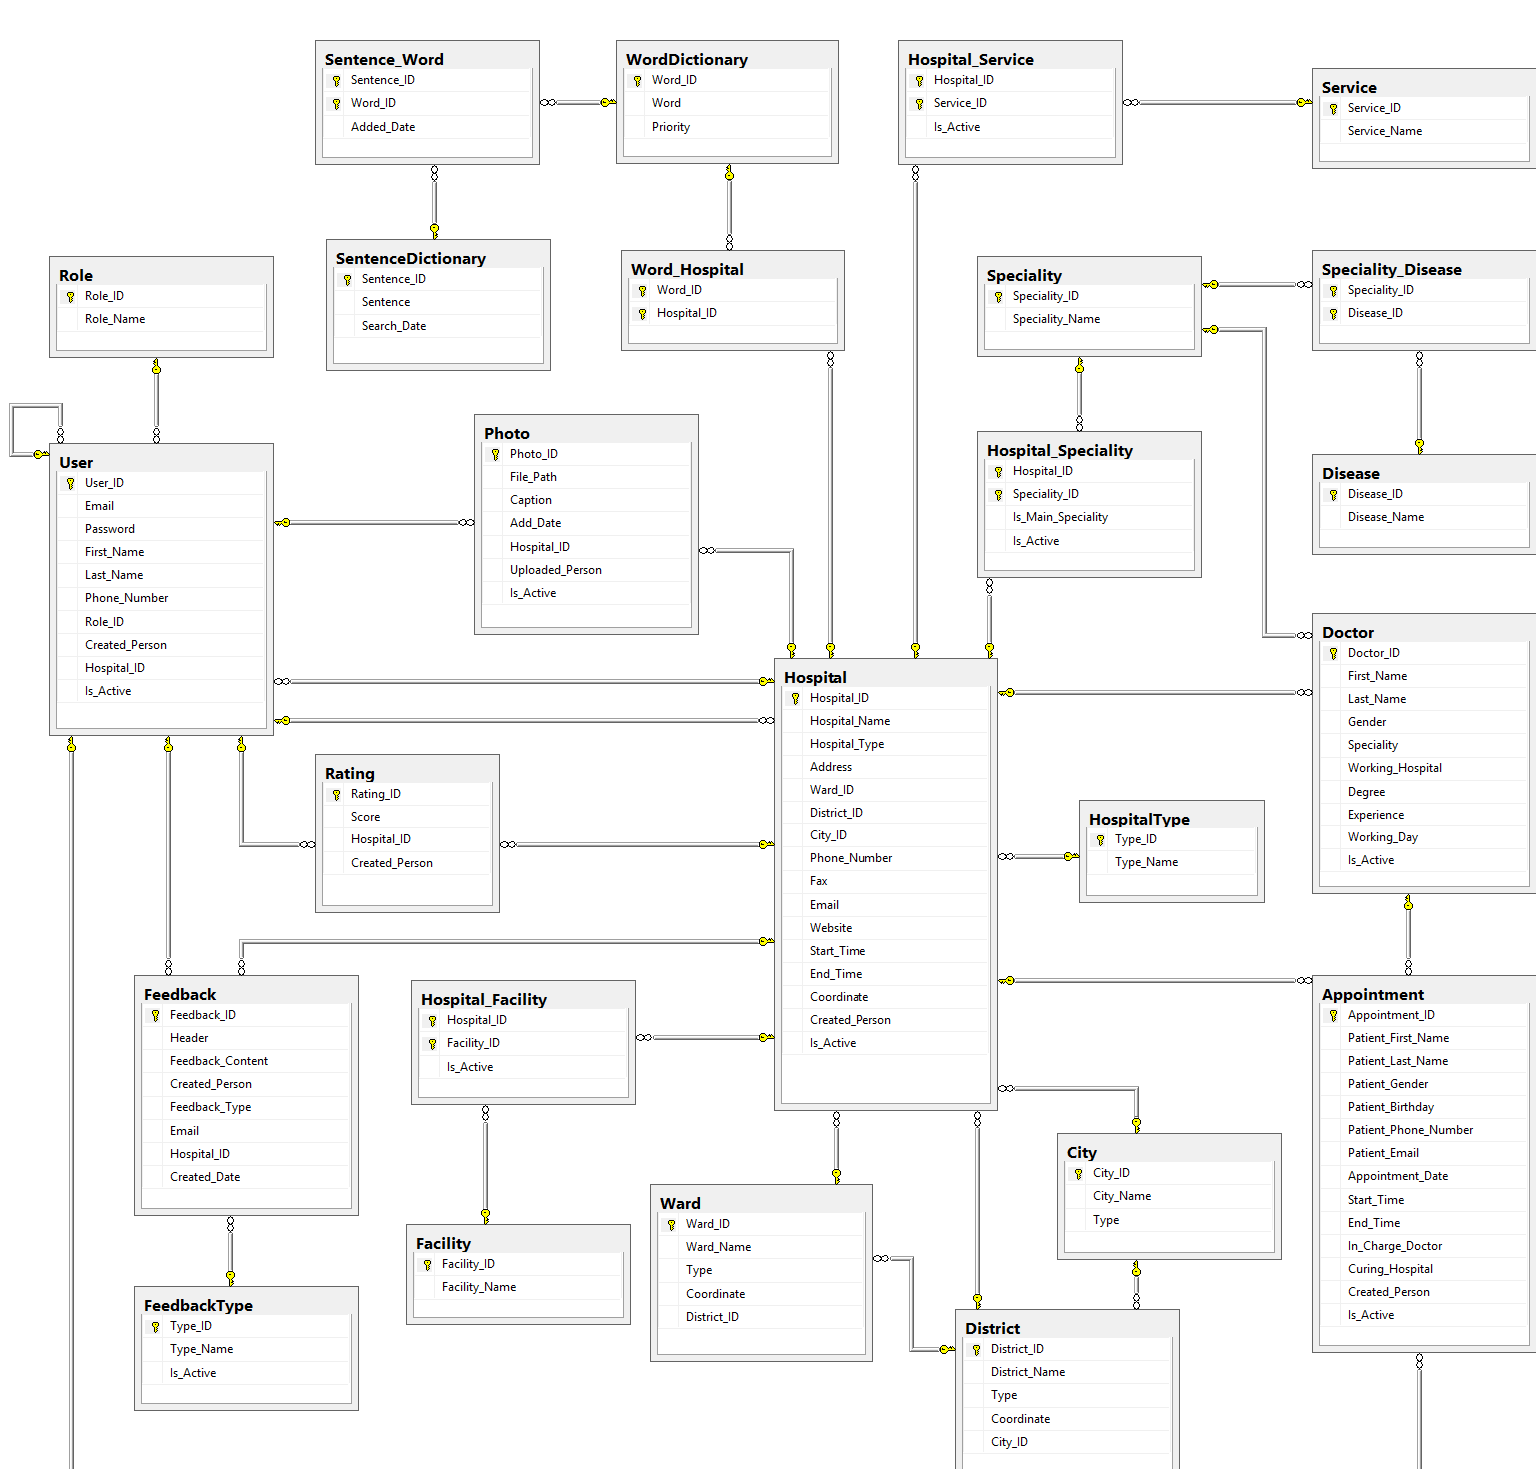 Sentence_Word
Sentence_ID
Word_ID
Added_Date
WordDictionary
Word_ID
Word
Priority
Hospital_Service
Hospital_ID
Service_ID
Is_Active
Service
Service_ID
Service_Name
Role
Role_ID
Role_Name
SentenceDictionary
Sentence_ID
Sentence
Search_Date
Word_Hospital
Word_ID
Hospital_ID
Speciality
Speciality_ID
Speciality_Name
Speciality_Disease
Speciality_ID
Disease_ID
User
User_ID
Email
Password
First_Name
Last_Name
Phone_Number
Role_ID
Created_Person
Hospital_ID
Is_Active
Photo
Photo_ID
File_Path
Caption
Add_Date
Hospital_ID
Uploaded_Person
Is_Active
Hospital_Speciality
Hospital_ID
Speciality_ID
Is_Main_Speciality
Is_Active
Disease
Disease_ID
Disease_Name
Hospital
Hospital_ID
Hospital_Name
Hospital_Type
Address
Ward_ID
District_ID
City_ID
Phone_Number
Fax
Email
Website
Start_Time
End_Time
Coordinate
Created_Person
Is_Active
Doctor
Doctor_ID
First_Name
Last_Name
Gender
Speciality
Working_Hospital
Degree
Experience
Working_Day
Is_Active
Rating
Rating_ID
Score
Hospital_ID
Created_Person
HospitalType
Type_ID
Type_Name
Feedback
Feedback_ID
Header
Feedback_Content
Created_Person
Feedback_Type
Email
Hospital_ID
Created_Date
Hospital_Facility
Hospital_ID
Facility_ID
Is_Active
Appointment
Appointment_ID
Patient_First_Name
Patient_Last_Name
Patient_Gender
Patient_Birthday
Patient_Phone_Number
Patient_Email
Appointment_Date
Start_Time
End_Time
In_Charge_Doctor
Curing_Hospital
Created_Person
Is_Active
City
City_ID
City_Name
Type
Ward
Ward_ID
Ward_Name
Type
Coordinate
District_ID
Facility
Facility_ID
Facility_Name
FeedbackType
Type_ID
Type_Name
Is_Active
District
District_ID
District_Name
Type
Coordinate
City_ID